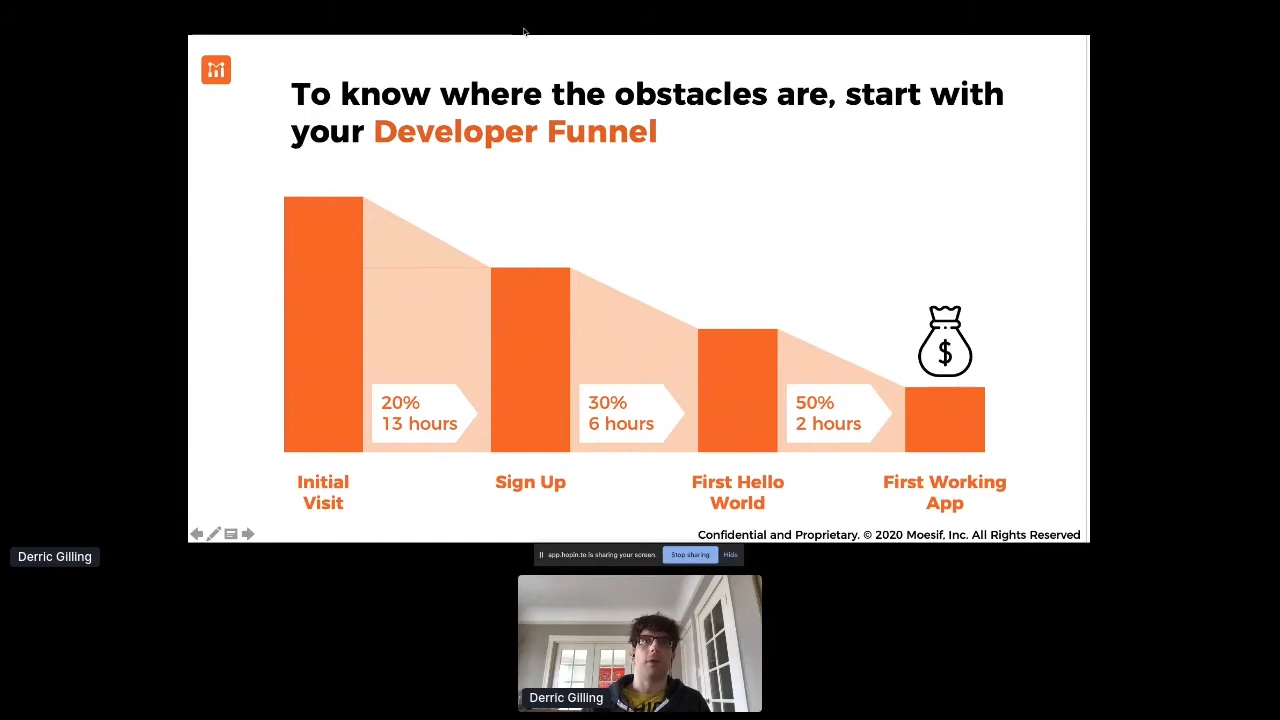 To know where the obstacles are, start with
your Developer Funnel
$
20%
13 hours
30%
6 hours
50%
2 hours
Initial
Visit
Sign Up
First Hello
World
First Working
App
Confidential and Proprietary. © 2020 Moesif, Inc. All Rights Reserved
Derric Gilling
app.hopin.to is sharing your screen.
Stop sharing
Hide
Derric Gilling